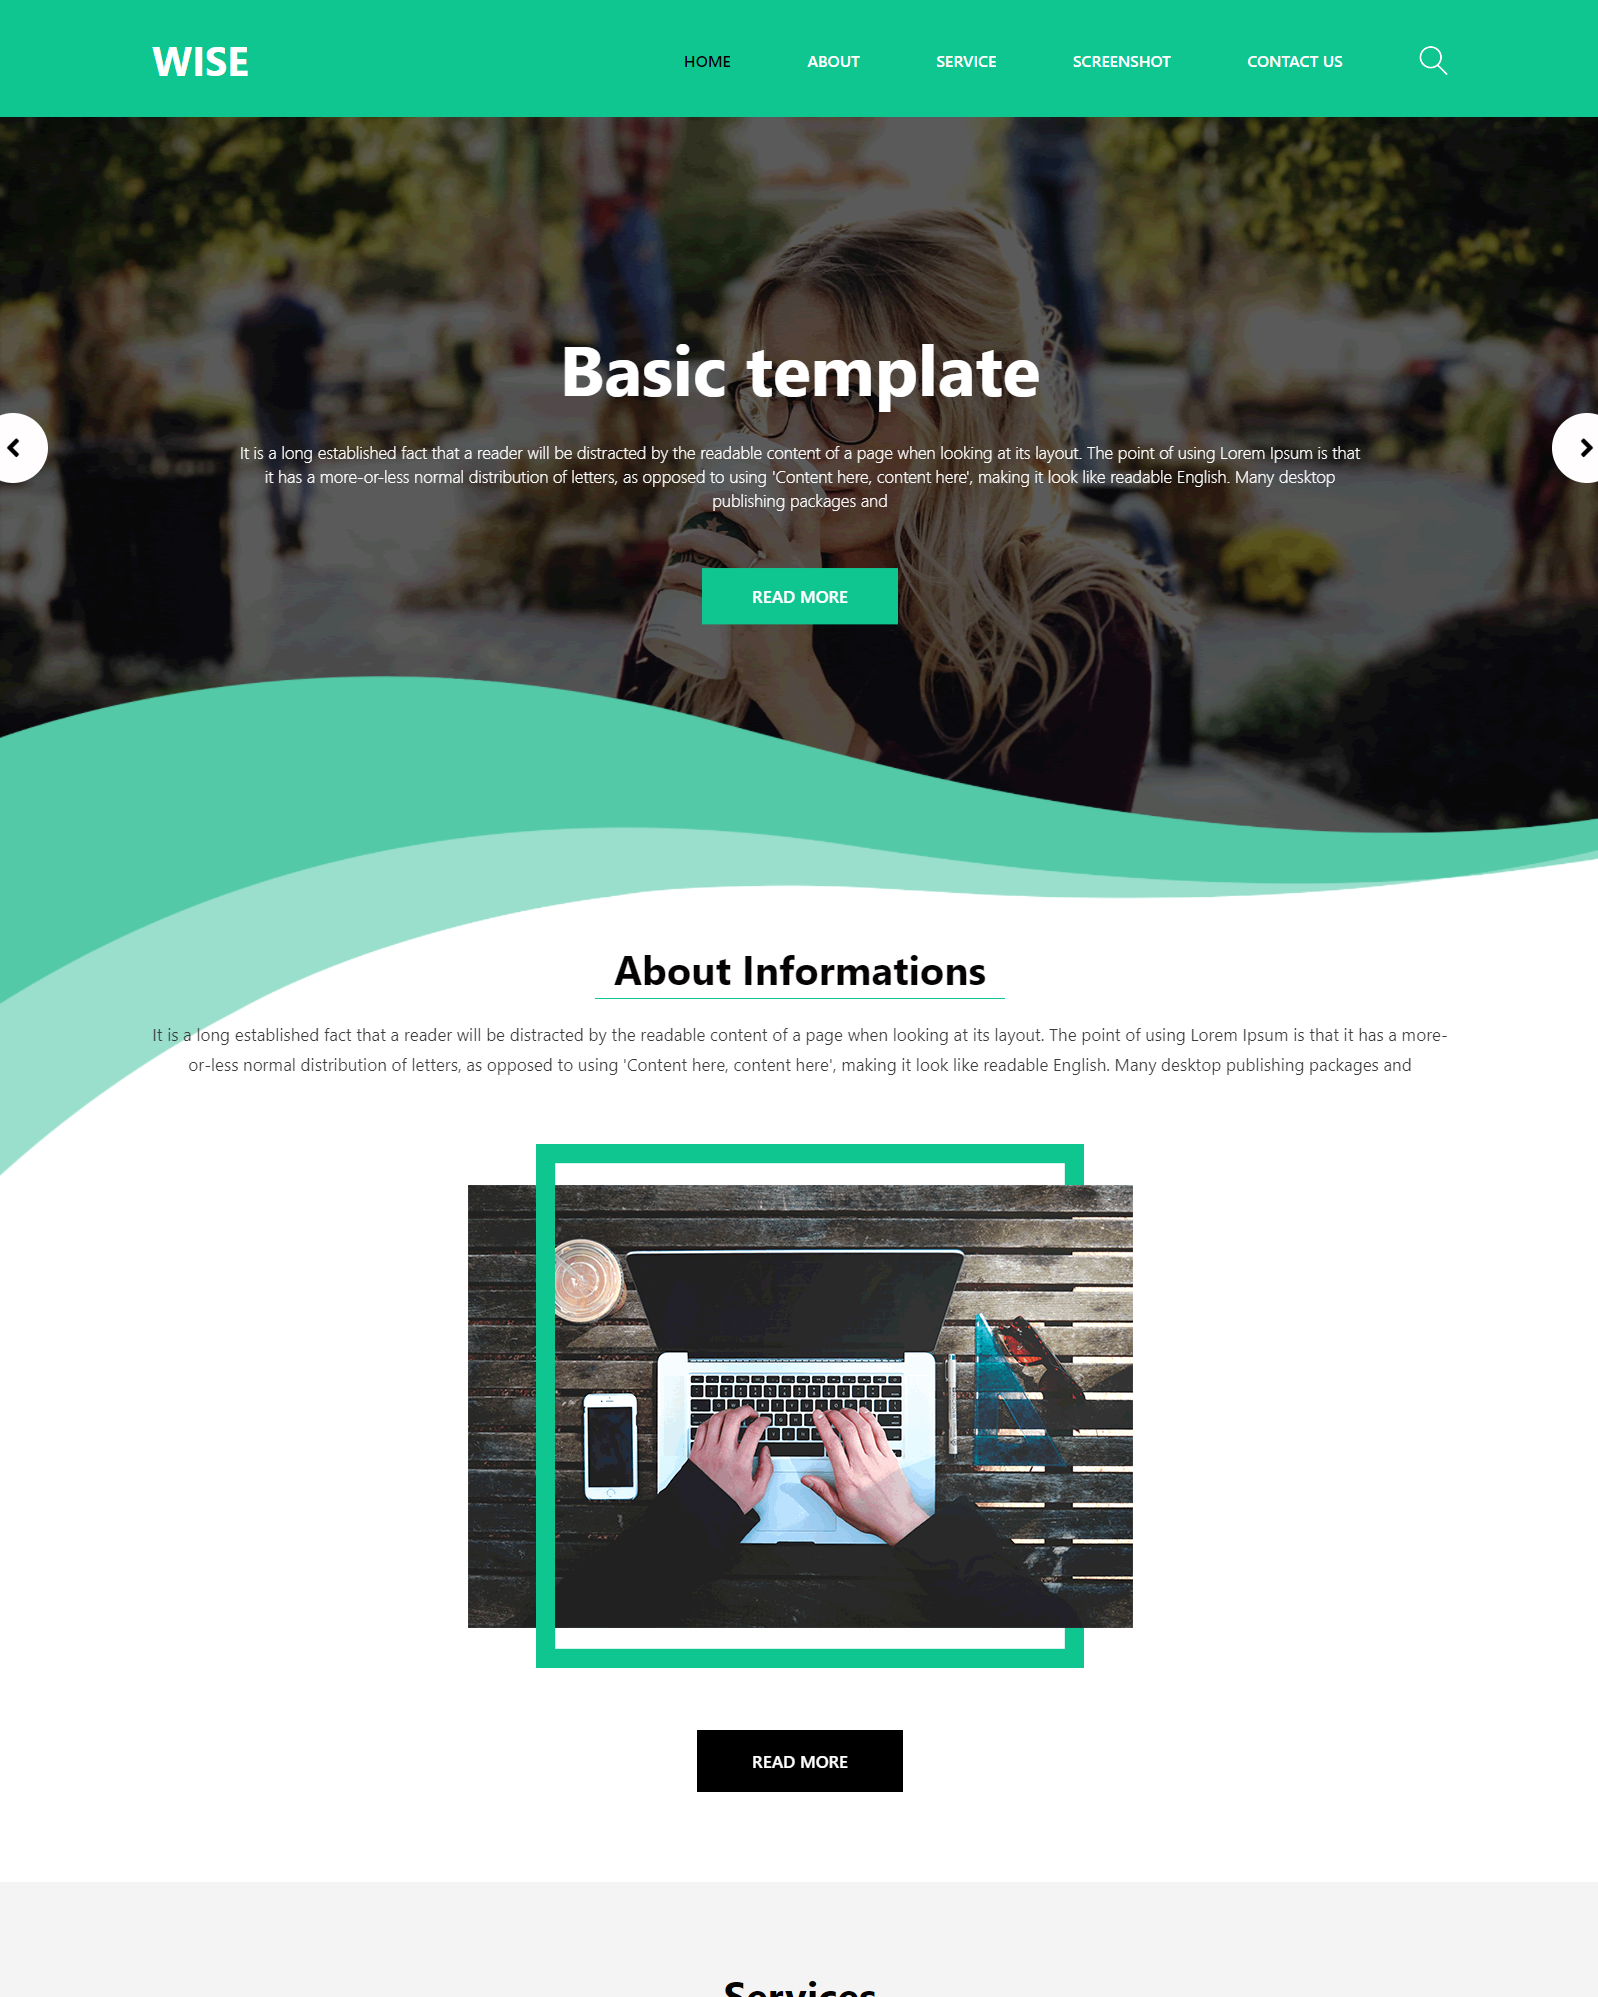 WISE
HOME
ABOUT
SERVICE
SCREENSHOT
CONTACT US
Basic template
It is a long established fact that a reader will be distracted by the readable content of a page when looking at its layout. The point of using Lorem Ipsum is that
it has a more-or-less normal distribution of letters, as opposed to using 'Content here, content here', making it look like readable English. Many desktop
publishing packages and
READ MORE
About Informations
It is a long established fact that a reader will be distracted by the readable content of a page when looking at its layout. The point of using Lorem Ipsum is that it has a more-
or-less normal distribution of letters, as opposed to using 'Content here, content here', making it look like readable English. Many desktop publishing packages and
READ MORE
Services